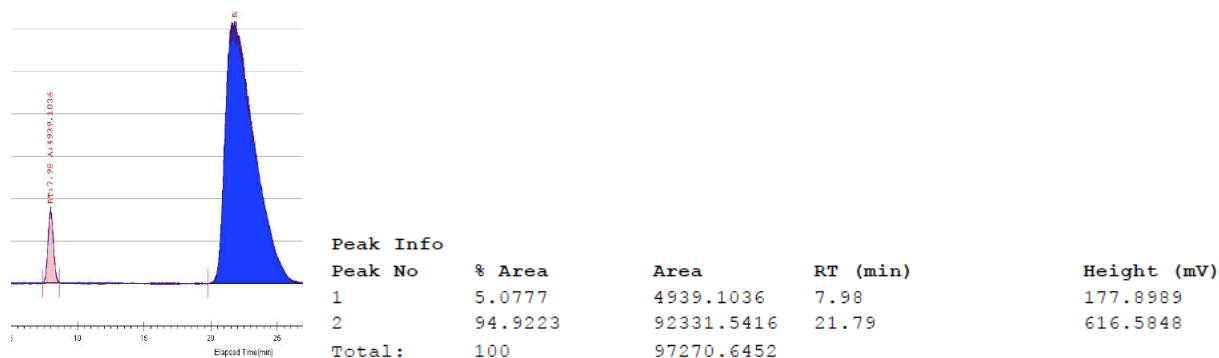 R
RT:7.98 A:4939.1036
10 15 20 25
Elapsed Time(min)
Peak Info
Peak No % Area Area RT (min) Height (mV)
1 5.0777 4939.1036 7.98 177.8989
2 94.9223 92331.5416 21.79 616.5848
Total: 100 97270.6452